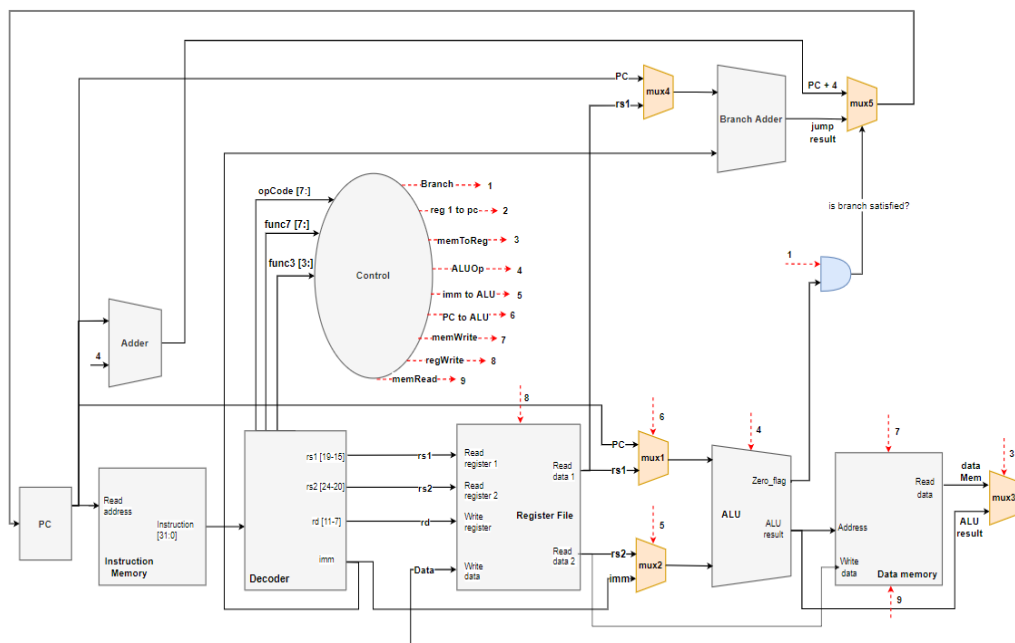 PC
mux4
rs1
Branch Adder
PC + 4
mux5
jump
result
is branch satisfied?
1
opCode [7:]
func7 [7:]
func3 [3:]
Control
Branch
1
reg 1 to pc
2
memToReg
3
ALUOp
4
imm to ALU
5
PC to ALU
6
memWrite
7
regWrite
8
memRead
9
Adder
4
PC
Read
address
Instruction
[31:0]
Instruction
Memory
rs1 [19-15]
rs2 [24-20]
rd [11-7]
imm
Decoder
rs1
rs2
rd
Data
8
Read
register 1
Read
register 2
Write
register
Write
data
Register File
Read
data 1
Read
data 2
6
PC
rs1
mux1
5
rs2
imm
mux2
4
Zero_flag
ALU
ALU
result
7
Read
data
Address
Write
data
Data memory
9
data
Mem
3
mux3
ALU
result